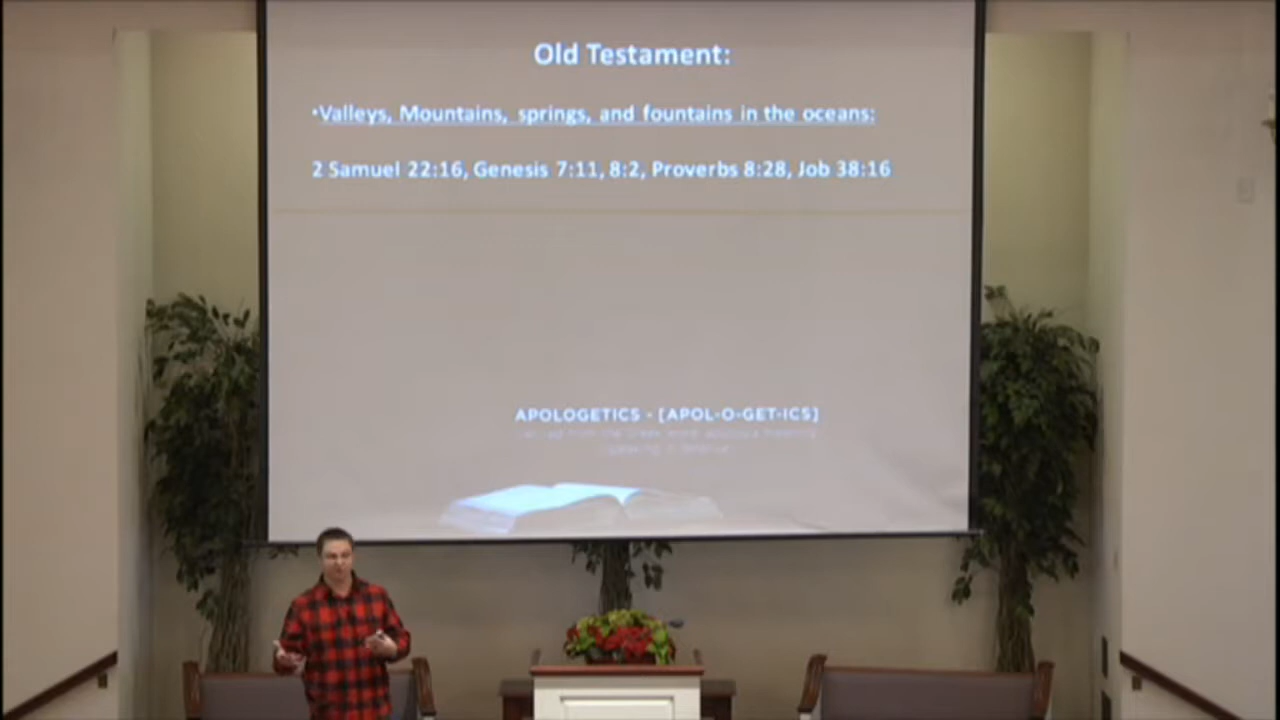 Old Testament:
•Valleys, Mountains, springs, and fountains in the oceans:
2 Samuel 22:16, Genesis 7:11, 8:2, Proverbs 8:28, Job 38:16
APOLOGETICS - [APOL-O-GET-ICS]